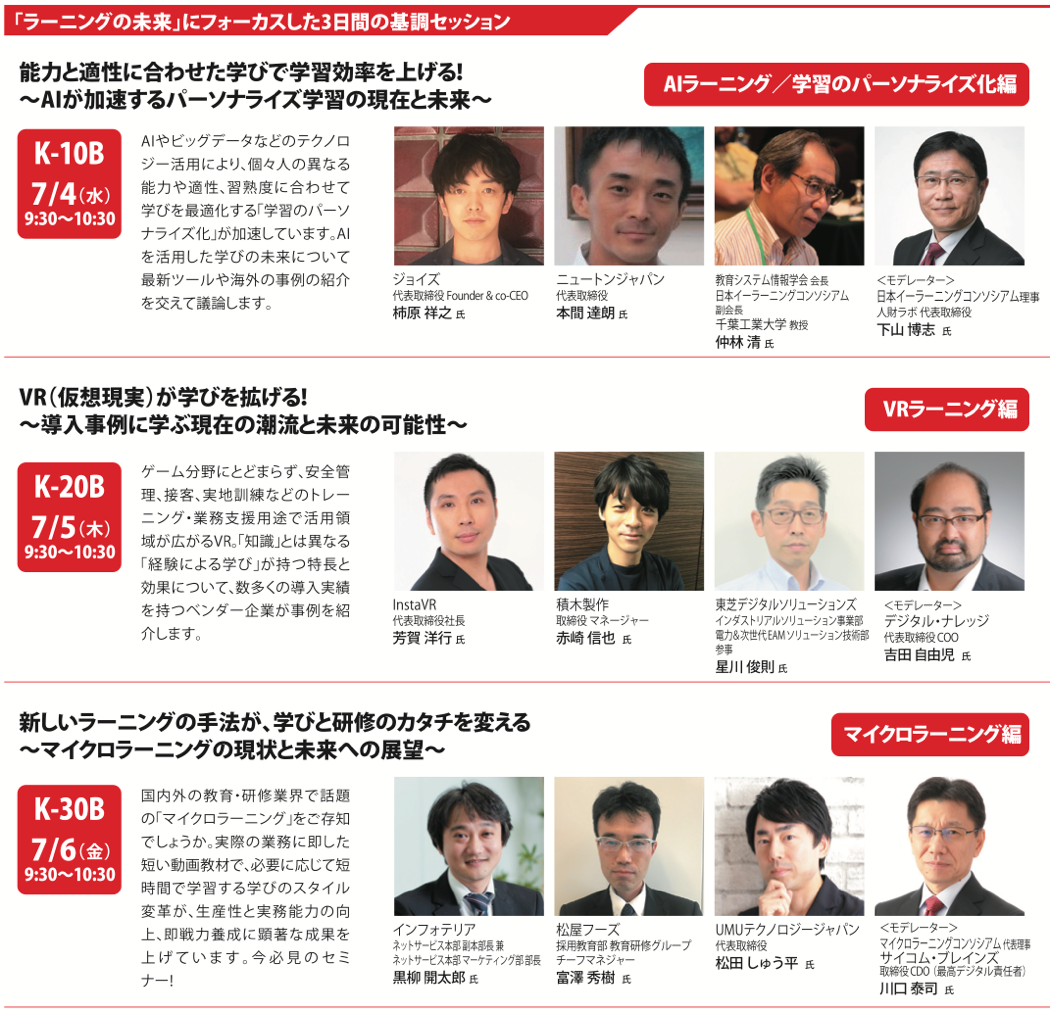 「ラーニングの未来」にフォーカスした3日間の基調セッション
能力と適性に合わせた学びで学習効率を上げる!
～AIが加速するパーソナライズ学習の現在と未来～
AIラーニング／学習のパーソナライズ化編
K-10B
7/4(水)
9:30～10:30
AIやビッグデータなどのテクノロ
ジー活用により、個々人の異なる
能力や適性、習熟度に合わせて
学びを最適化する「学習のパーソ
ナライズ化」が加速しています。AI
を活用した学びの未来について
最新ツールや海外の事例の紹介
を交えて議論します。
ジョイズ
代表取締役 Founder & co-CEO
柿原 祥之 氏
ニュートンジャパン
代表取締役
本間 達朗 氏
教育システム情報学会 会長
日本イーラーニングコンソシアム
副会長
千葉工業大学 教授
仲林 清 氏
＜モデレーター＞
日本イーラーニングコンソシアム理事
人財ラボ 代表取締役
下山 博志 氏
VR（仮想現実）が学びを拡げる!
～導入事例に学ぶ現在の潮流と未来の可能性～
VRラーニング編
K-20B
7/5(木)
9:30～10:30
ゲーム分野にとどまらず、安全管
理、接客、実地訓練などのトレー
ニング・業務支援用途で活用領
域が広がるVR。「知識」とは異なる
「経験による学び」が持つ特長と
効果について、数多くの導入実績
を持つベンダー企業が事例を紹
介します。
InstaVR
代表取締役社長
芳賀 洋行 氏
積木製作
取締役 マネージャー
赤崎 信也 氏
東芝デジタルソリューションズ
インダストリアルソリューション事業部
電力&次世代EAMソリューション技術部
参事
星川 俊則 氏
＜モデレーター＞
デジタル・ナレッジ
代表取締役 COO
吉田 自由児 氏
新しいラーニングの手法が、学びと研修のカタチを変える
～マイクロラーニングの現状と未来への展望～
マイクロラーニング編
K-30B
7/6(金)
9:30～10:30
国内外の教育・研修業界で話題
の「マイクロラーニング」をご存知
でしょうか。実際の業務に即した
短い動画教材で、必要に応じて短
時間で学習する学びのスタイル
変革が、生産性と実務能力の向
上、即戦力養成に顕著な成果を
上げています。今必見のセミ
ナー!
インフォテリア
ネットサービス本部 副本部長 兼
ネットサービス本部 マーケティング部 部長
黒柳 開太郎 氏
松屋フーズ
採用教育部 教育研修グループ
チーフマネジャー
富澤 秀樹 氏
UMUテクノロジージャパン
代表取締役
松田 しゅう平 氏
＜モデレーター＞
マイクロラーニングコンソシアム 代表理事
サイコム・ブレインズ
取締役 CDO（最高デジタル責任者）
川口 泰司 氏